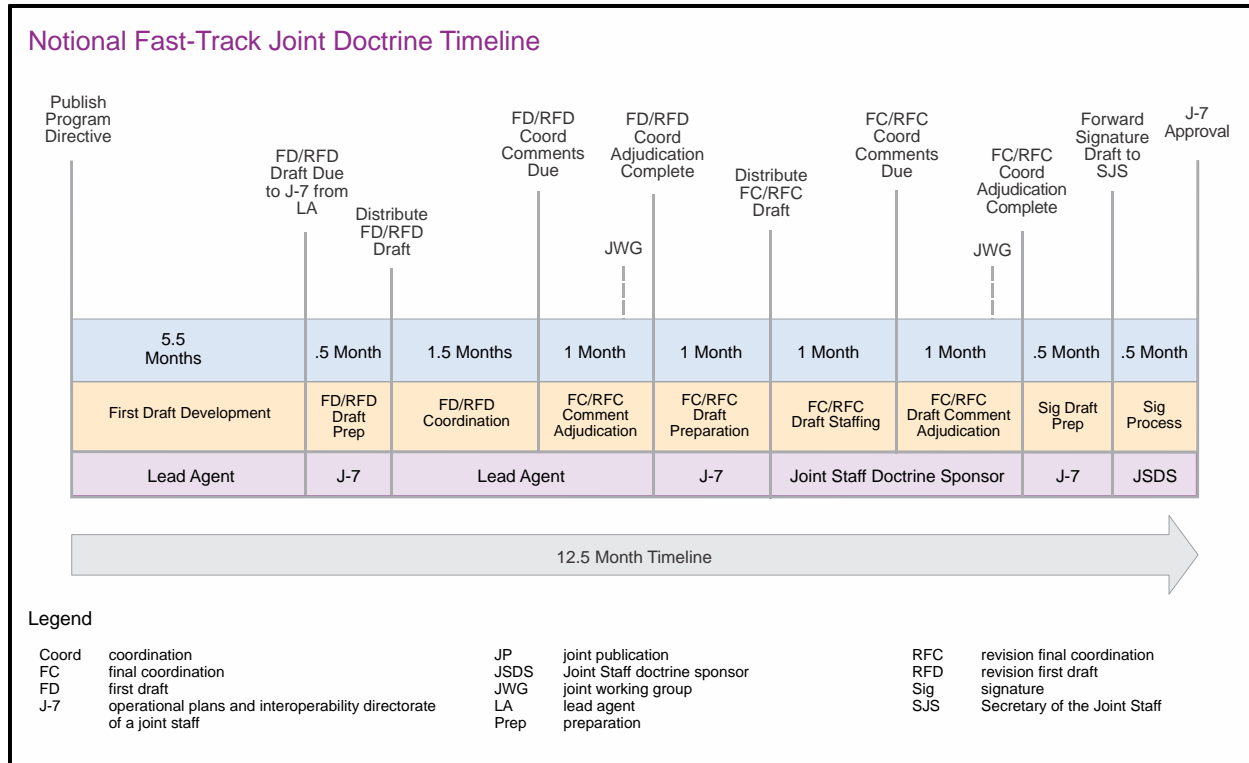 Notional Fast-Track Joint Doctrine Timeline
Publish
Program
Directive
FD/RFD
Draft Due
to J-7 from
LA
Distribute
FD/RFD
Draft
FD/RFD
Coord
Comments
Due
JWG
FD/RFD
Coord
Adjudication
Complete
Distribute
FC/RFC
Draft
FC/RFC
Coord
Comments
Due
JWG
FC/RFC
Coord
Adjudication
Complete
Forward
Signature
Draft to
SJS
J-7
Approval
5.5
Months
.5 Month
1.5 Months
1 Month
1 Month
1 Month
1 Month
.5 Month
.5 Month
First Draft Development
FD/RFD
Draft
Prep
FD/RFD
Coordination
FC/RFC
Comment
Adjudication
FC/RFC
Draft
Preparation
FC/RFC
Draft Staffing
FC/RFC
Draft Comment
Adjudication
Sig Draft
Prep
Sig
Process
Lead Agent
J-7
Lead Agent
J-7
Joint Staff Doctrine Sponsor
J-7
JSDS
12.5 Month Timeline
Legend
Coord coordination
FC final coordination
FD first draft
J-7 operational plans and interoperability directorate
of a joint staff
JP joint publication
JSDS Joint Staff doctrine sponsor
JWG joint working group
LA lead agent
Prep preparation
RFC revision final coordination
RFD revision first draft
Sig signature
SJS Secretary of the Joint Staff